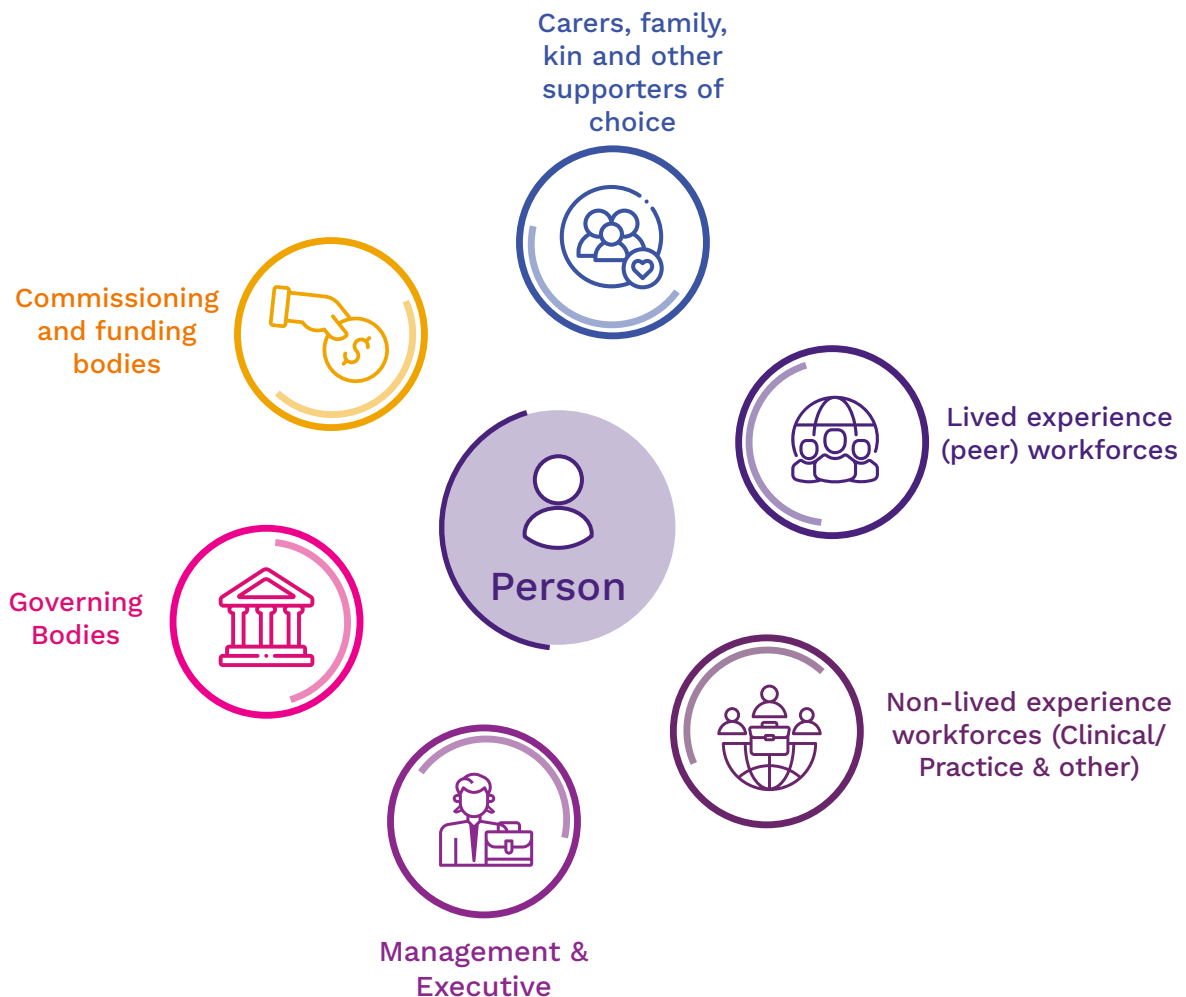 Carers, family,
kin and other
supporters of
choice
Commissioning
and funding
bodies
Lived experience
(peer) workforces
Person
Governing
Bodies
Non-lived experience
workforces (Clinical/
Practice & other)
Management &
Executive